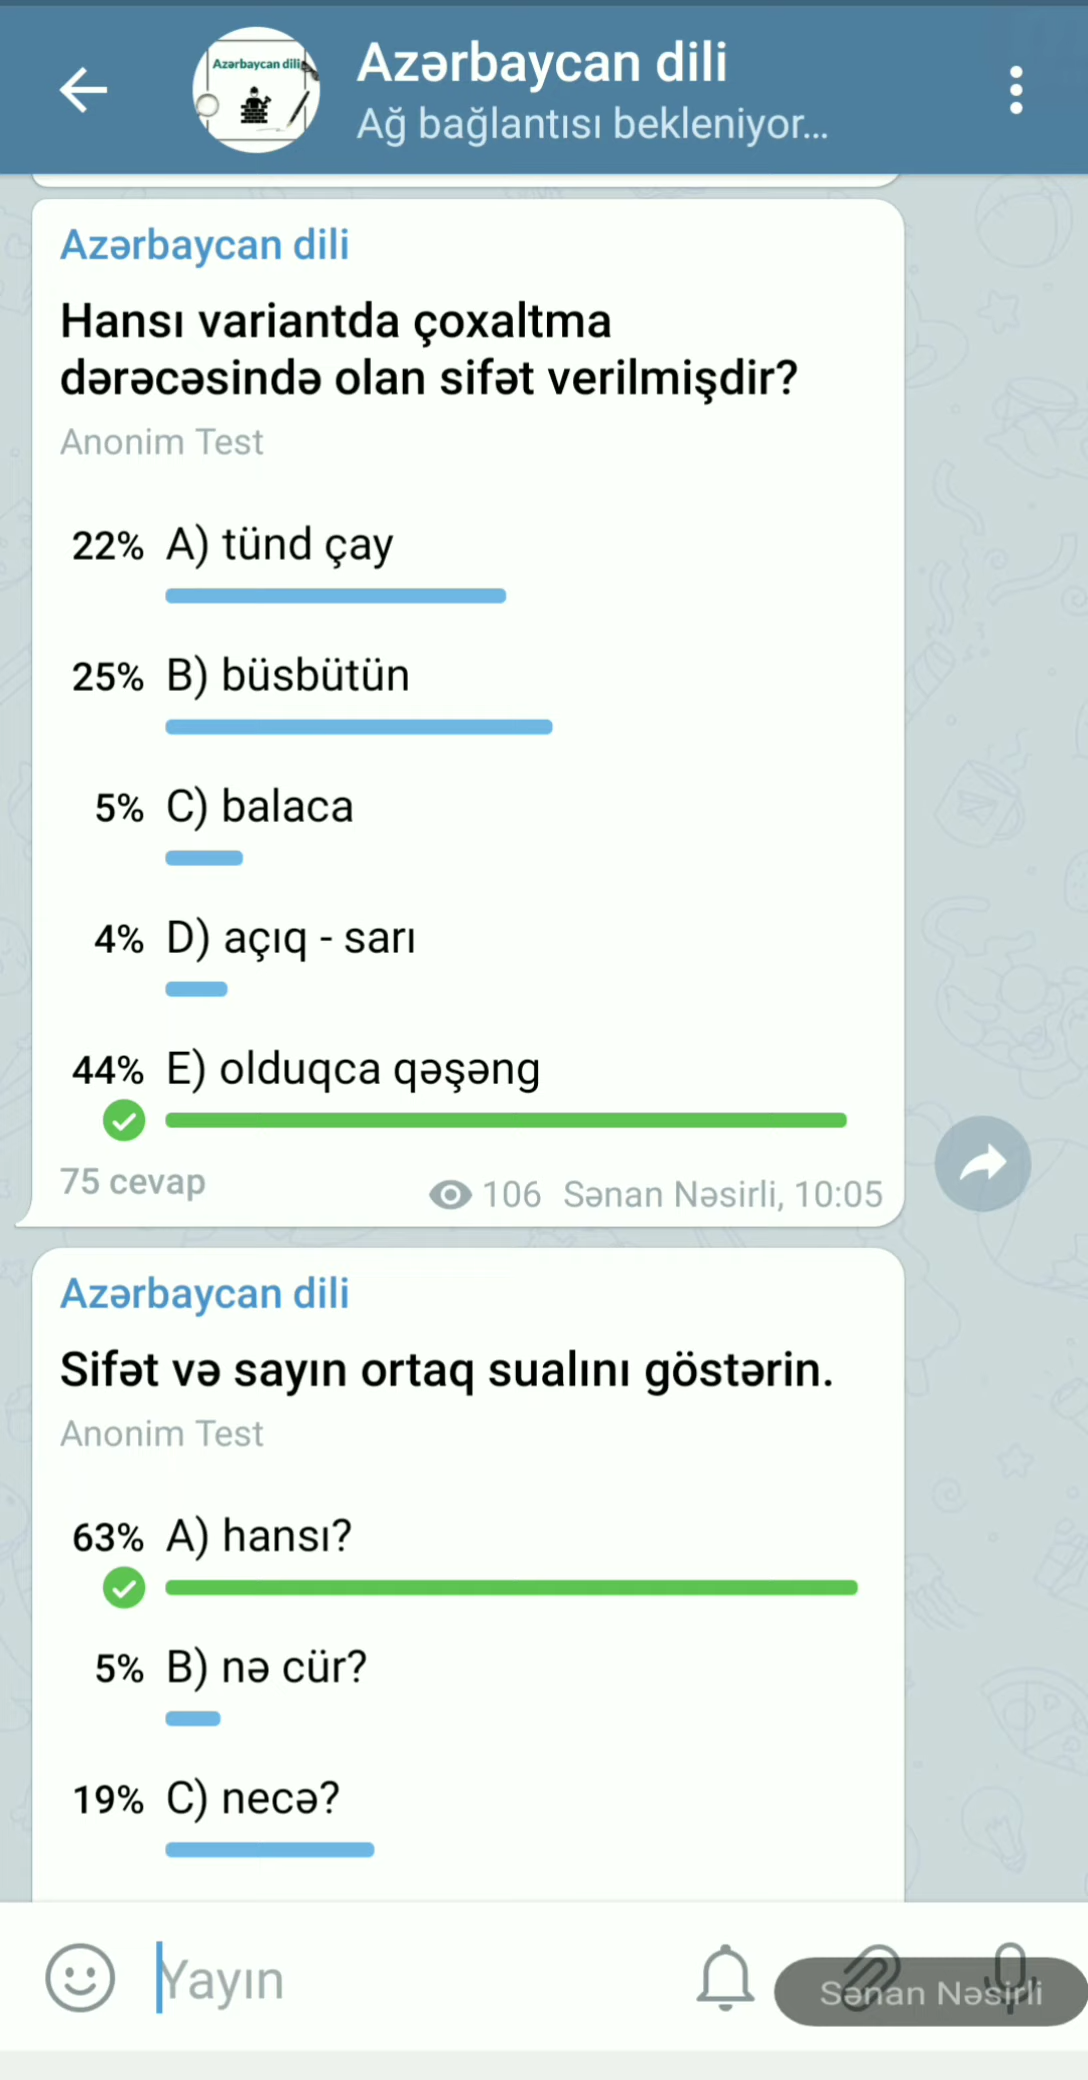 Azərbaycan dili
Azərbaycan dili
Ağ bağlantısı bekleniyor...
Azərbaycan dili
Hansı variantda çoxaltma
dərəcəsində olan sifət verilmişdir?
Anonim Test
22% A) tünd çay
25% B) büsbütün
5% C) balaca
4% D) açıq - sarı
44% E) olduqca qəşəng
75 cevap
106 Sənan Nəsirli, 10:05
Azərbaycan dili
Sifət və sayın ortaq sualını göstərin.
Anonim Test
63% A) hansı?
5% B) nə cür?
19% C) necə?
Yayın
Sənan Nəsirli